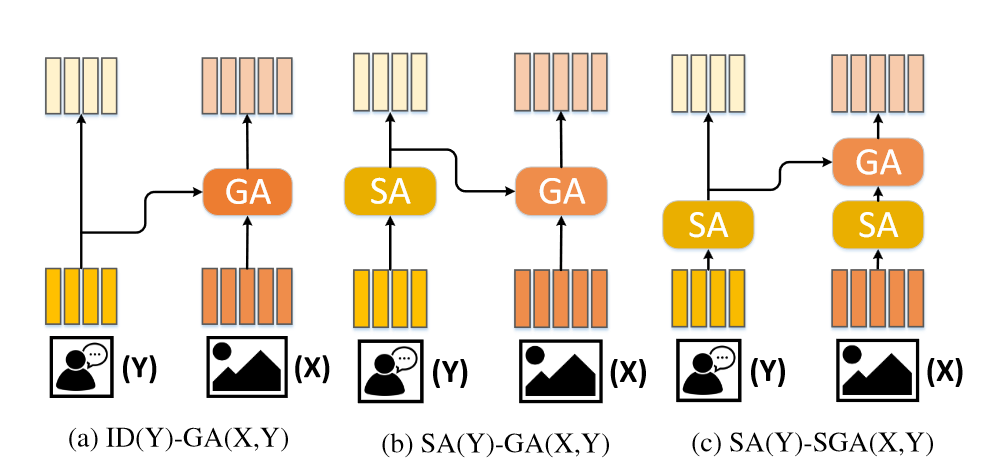 GA
(Y)
(X)
(a) ID(Y)-GA(X,Y)
SA
GA
(Y)
(X)
(b) SA(Y)-GA(X,Y)
GA
SA
SA
(Y)
(X)
(c) SA(Y)-SGA(X,Y)